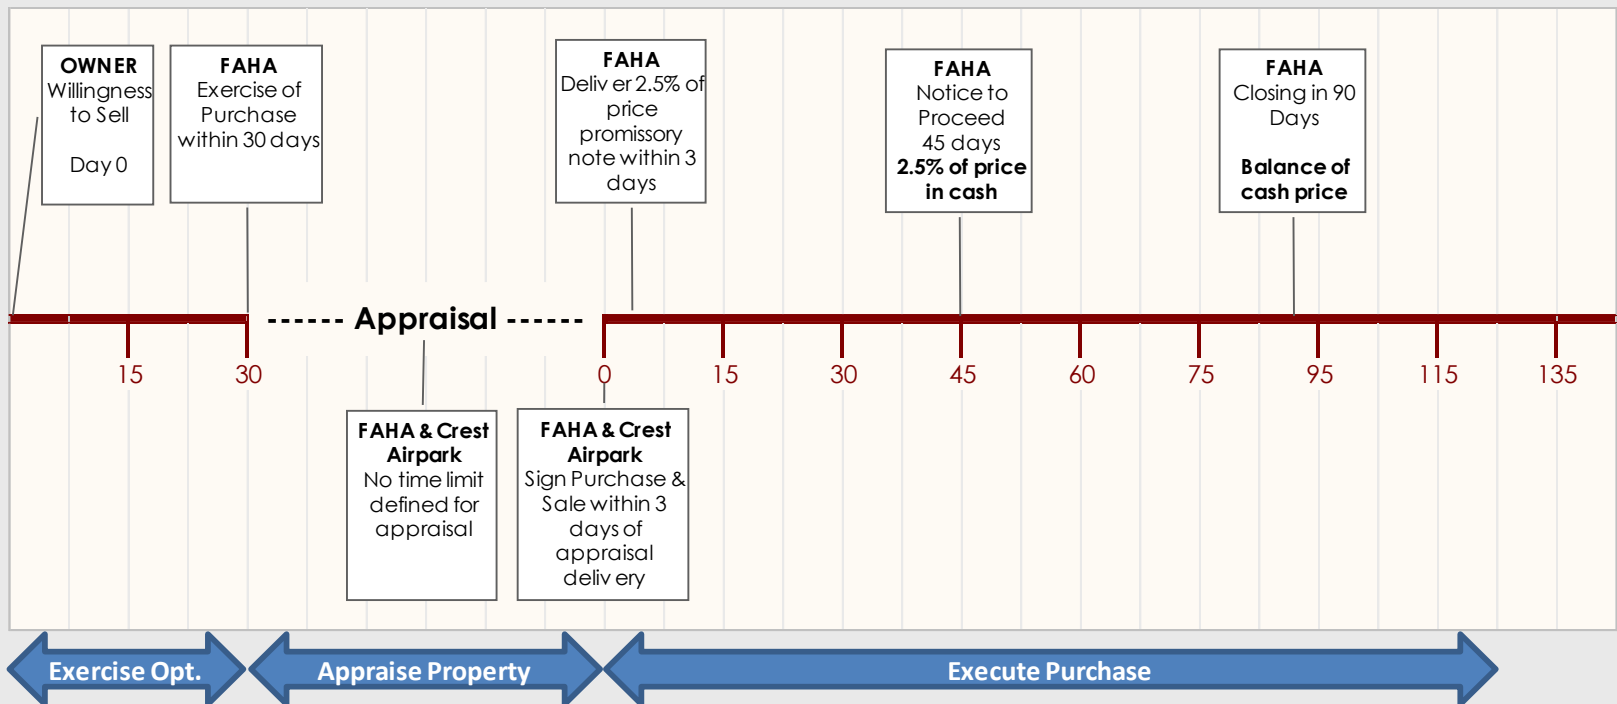 OWNER
Willingness
to Sell
Day 0
FAHA
Exercise of
Purchase
within 30 days
FAHA
Deliver 2.5% of
price
promissory
note within 3
days
FAHA
Notice to
Proceed
45 days
2.5% of price
in cash
FAHA
Closing in 90
Days
Balance of
cash price
------ Appraisal ------
15
30
0
15
30
45
60
75
95
115
135
FAHA & Crest
Airpark
No time limit
defined for
appraisal
FAHA & Crest
Airpark
Sign Purchase &
Sale within 3
days of
appraisal
delivery
Exercise Opt.
Appraise Property
Execute Purchase